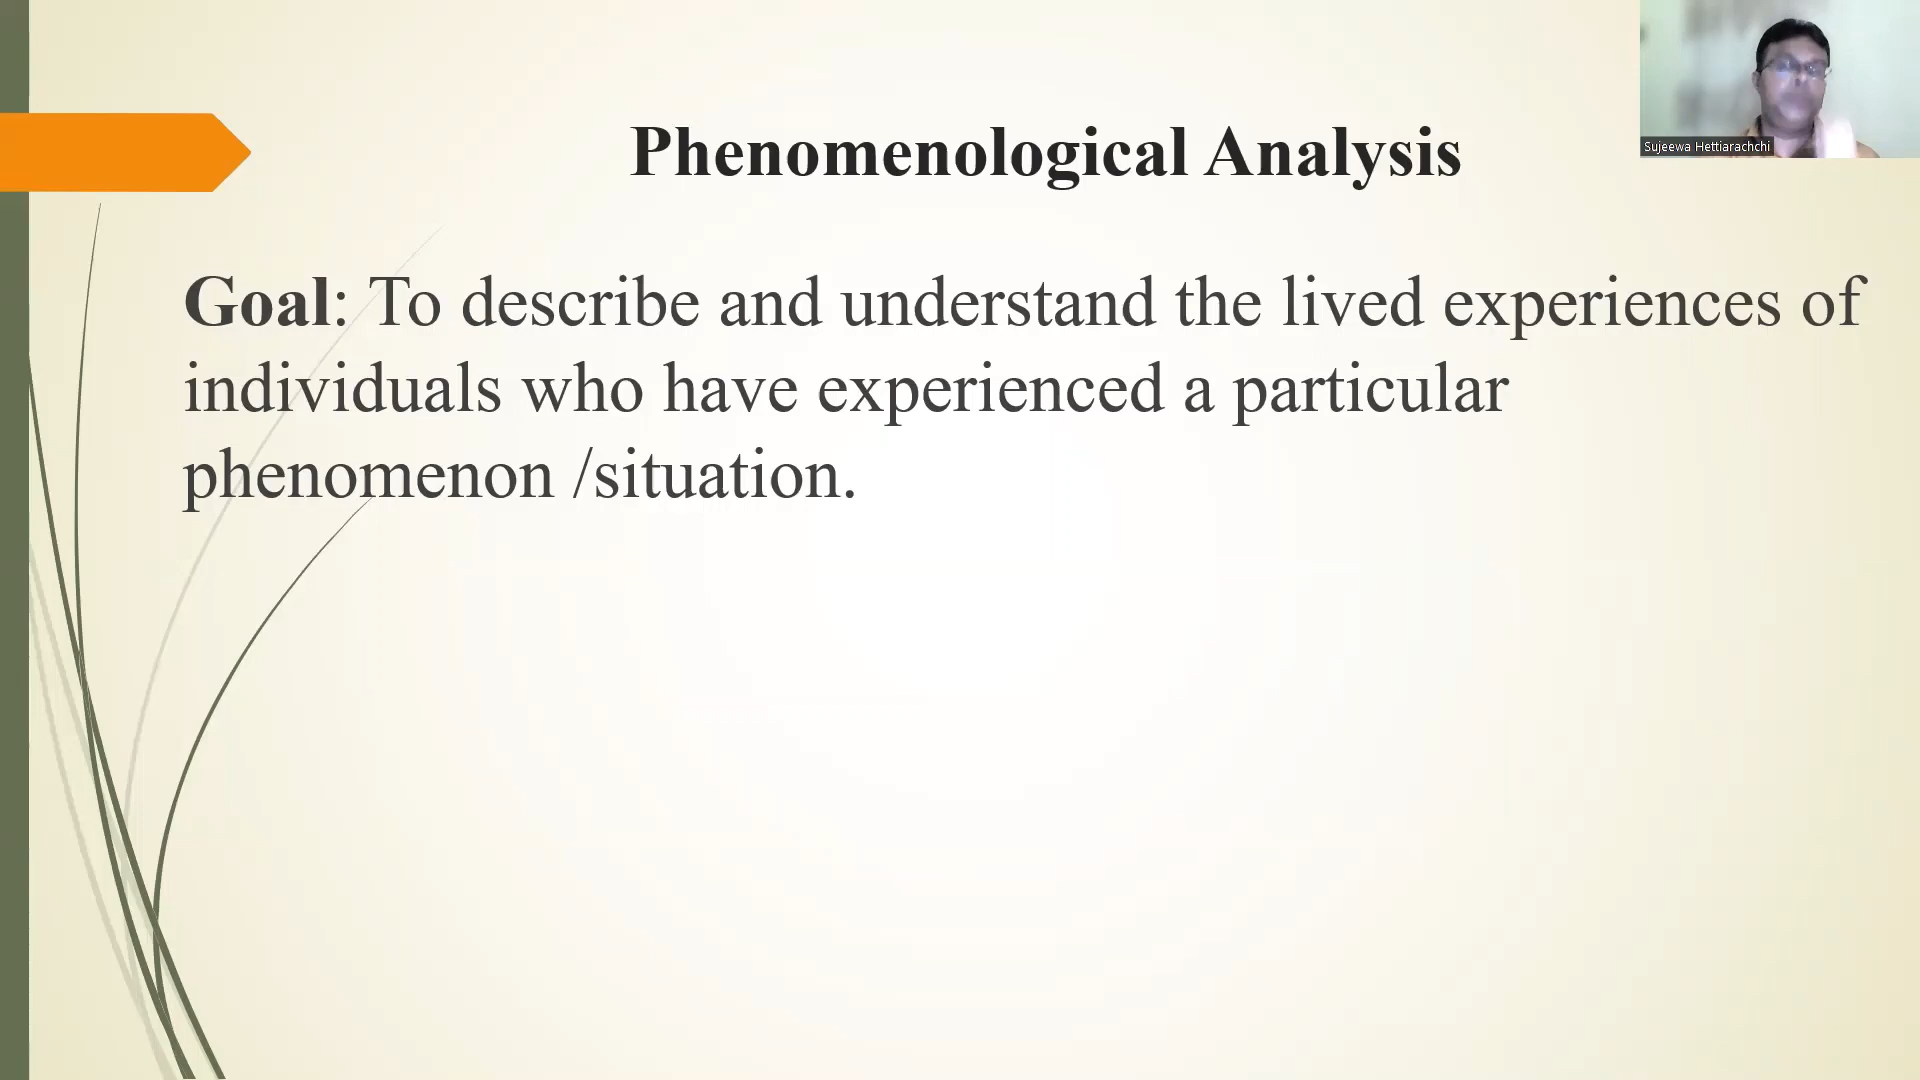 Phenomenological Analysis
Sujeewa Hettiarachchi
Goal: To describe and understand the lived experiences of
individuals who have experienced a particular
phenomenon /situation.